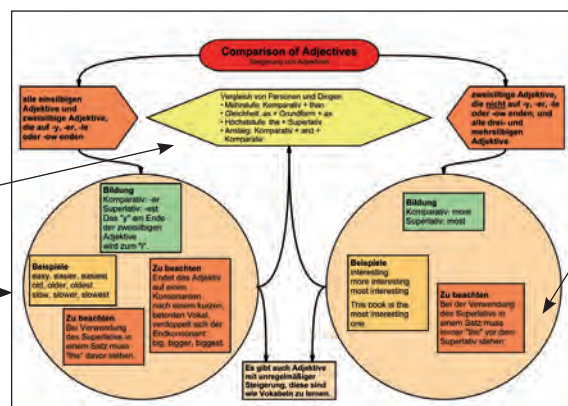 Comparison of Adjectives
Steigerung von Adjektiven
alle einsilbigen
Adjektive und
zweisilbige Adjektive,
die auf -y, -er, -le
oder -ow enden
Vergleich von Personen und Dingen:
• Mehrstufe: Komparativ + than
• Gleichheit: as + Grundform + as
• Höchststufe: the + Superlativ
• Anstieg: Komparativ + and +
Komparativ
zweisilbige Adjektive,
die nicht auf -y, -er, -le
oder -ow enden, und
alle drei- und
mehrsilbigen
Adjektive
Bildung
Komparativ: -er
Superlativ: -est
Das "y" am Ende
der zweisilbigen
Adjektive
wird zum "i".
Beispiele
easy, easier, easiest
old, older, oldest
slow, slower, slowest
Zu beachten
Bei Verwendung
des Superlativs in
einem Satz muss
"the" davor stehen.
Zu beachten
Endet das Adjektiv
auf einem
Konsonanten
nach einem kurzen,
betonten Vokal,
verdoppelt sich der
Endkonsonant:
big, bigger, biggest.
Bildung
Komparativ: more
Superlativ: most
Beispiele
interesting
more interesting
most interesting
This book is the
most interesting
one.
Zu beachten
Bei der Verwendung
des Superlativs in
einem Satz muss
immer "the" vor dem
Superlativ stehen.
Es gibt auch Adjektive
mit unregelmäßiger
Steigerung, diese sind
wie Vokabeln zu lernen.